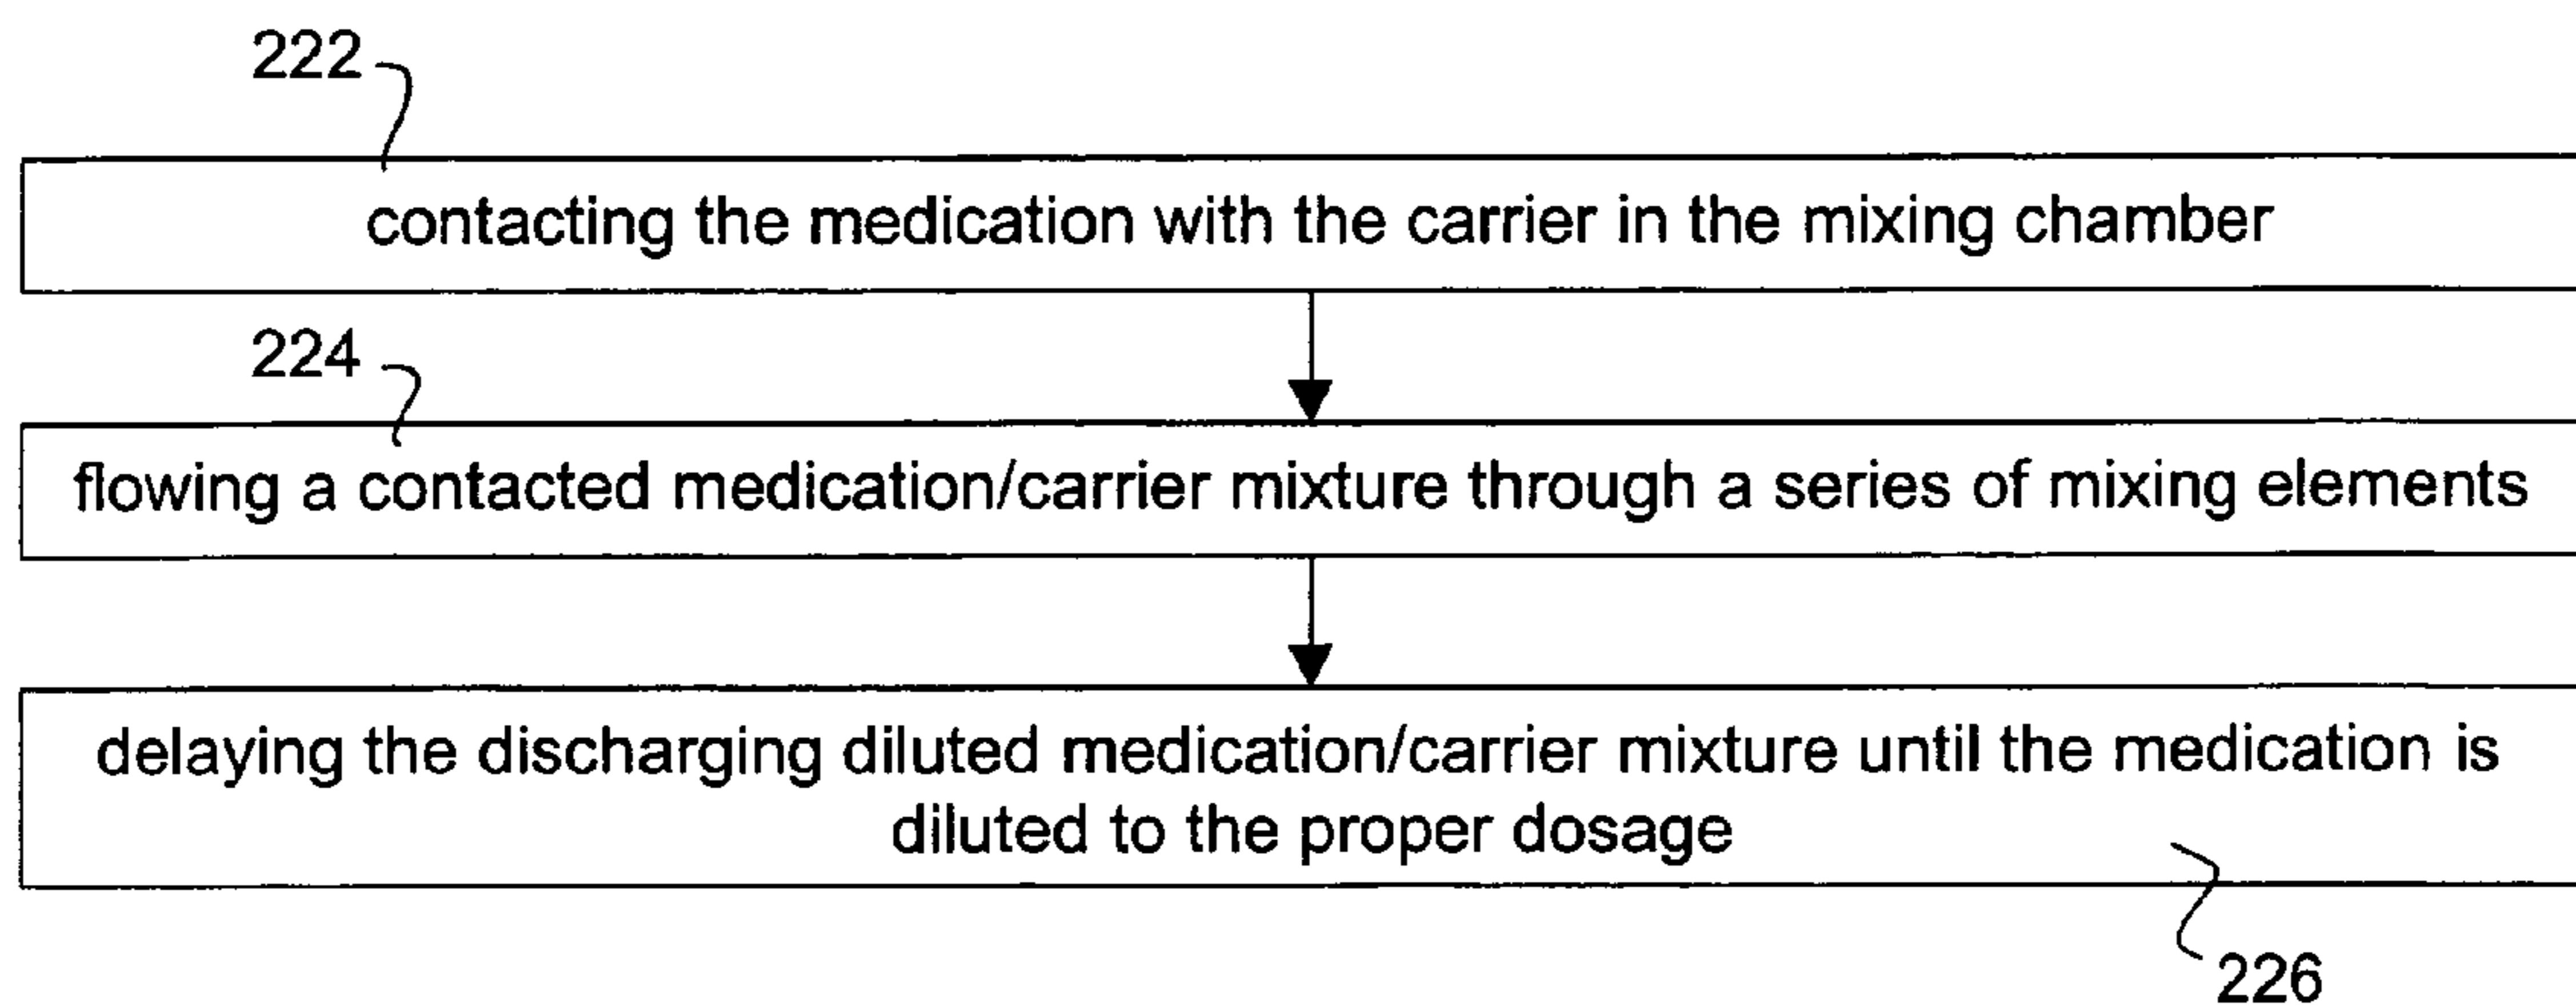 222
contacting the medication with the carrier in the mixing chamber
224
flowing a contacted medication/carrier mixture through a series of mixing elements
delaying the discharging diluted medication/carrier mixture until the medication is
diluted to the proper dosage
226